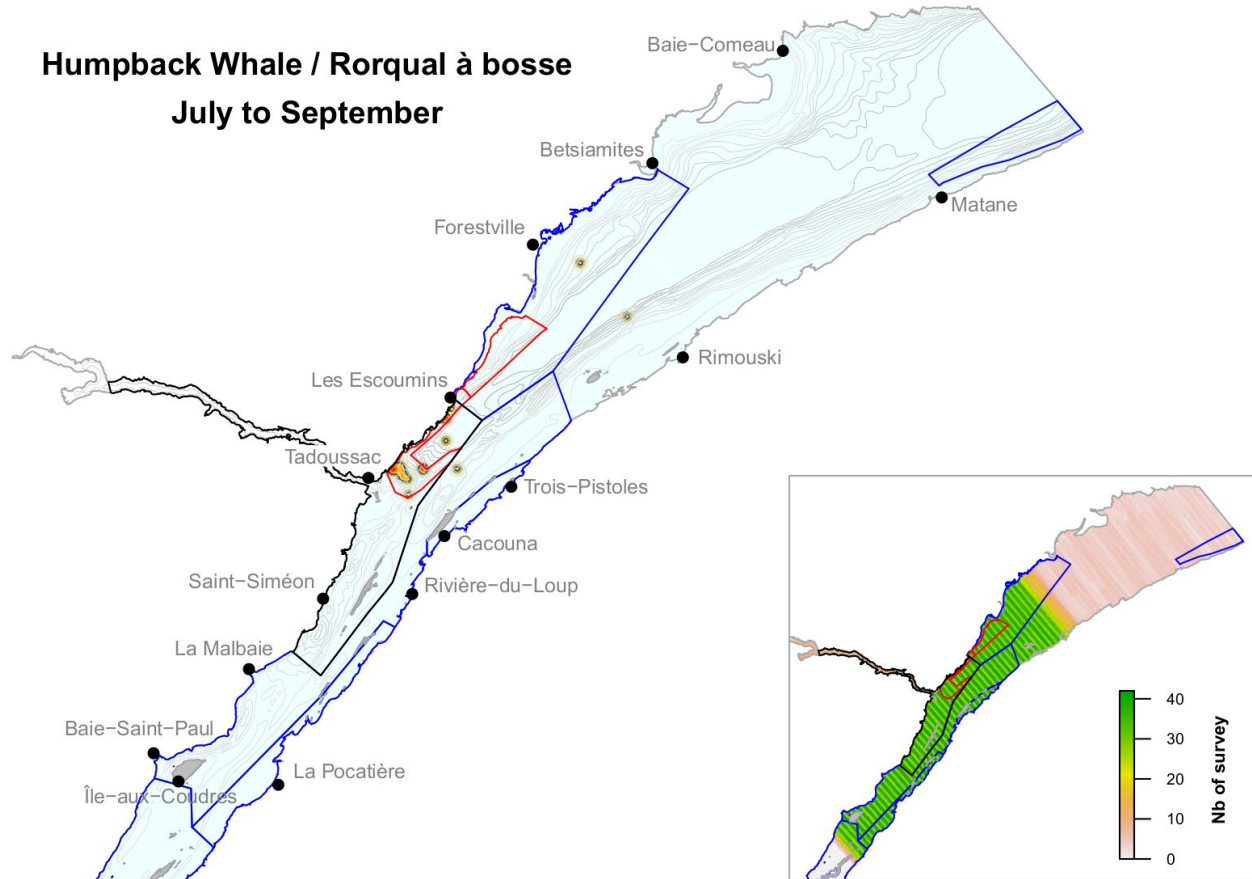 Humpback Whale / Rorqual à bosse
July to September
Baie−Comeau
Betsiamites
Matane
Forestville
Rimouski
Les Escoumins
Tadoussac
Trois−Pistoles
Cacouna
Saint−Siméon
Rivière−du−Loup
La Malbaie
Baie−Saint−Paul
La Pocatière
Île−aux−Coudres
40
30
20
10
0
Nb of survey